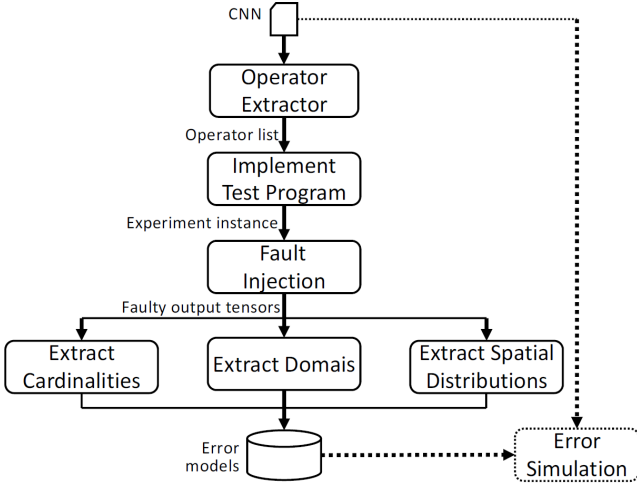 CNN
Operator
Extractor
Operator list
Implement
Test Program
Experiment instance
Fault
Injection
Faulty output tensors
Extract
Cardinalities
Extract Domais
Extract Spatial
Distributions
Error
models
Error
Simulation